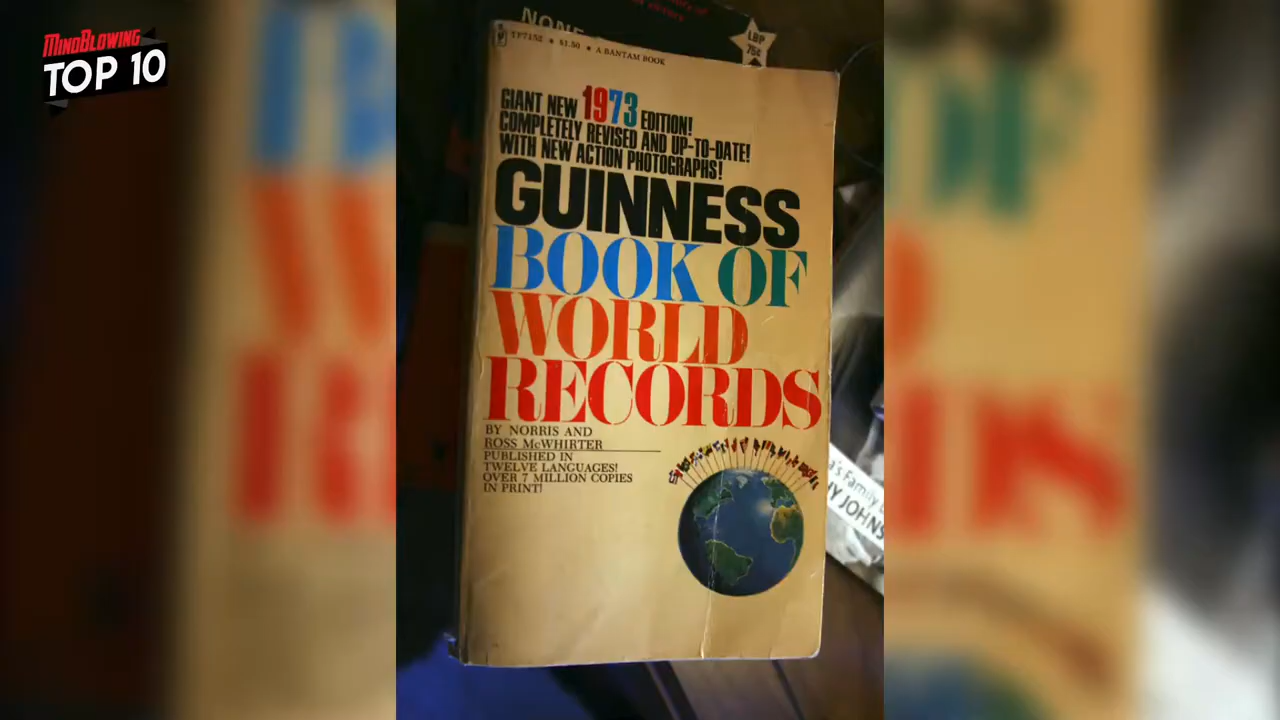 MINDBLOWING
TOP 10
NONE
LBP
75¢
TP7152 ★ $1.50 ★ A BANTAM BOOK
GIANT NEW 1973 EDITION!
COMPLETELY REVISED AND UP-TO-DATE!
WITH NEW ACTION PHOTOGRAPHS!
GUINNESS
BOOK OF
WORLD
RECORDS
BY NORRIS AND
ROSS McWHIRTER
PUBLISHED IN
TWELVE LANGUAGES!
OVER 7 MILLION COPIES
IN PRINT!
a's Family
Y JOHNS